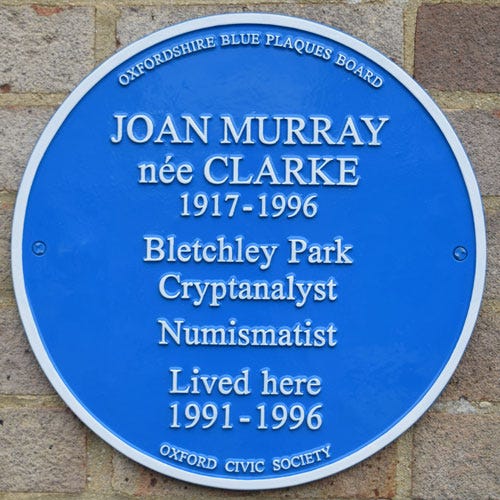 OXFORDSHIRE BLUE PLAQUES BOARD
JOAN MURRAY
née CLARKE
1917-1996
Bletchley Park
Cryptanalyst
Numismatist
Lived here
1991-1996
OXFORD CIVIC SOCIETY